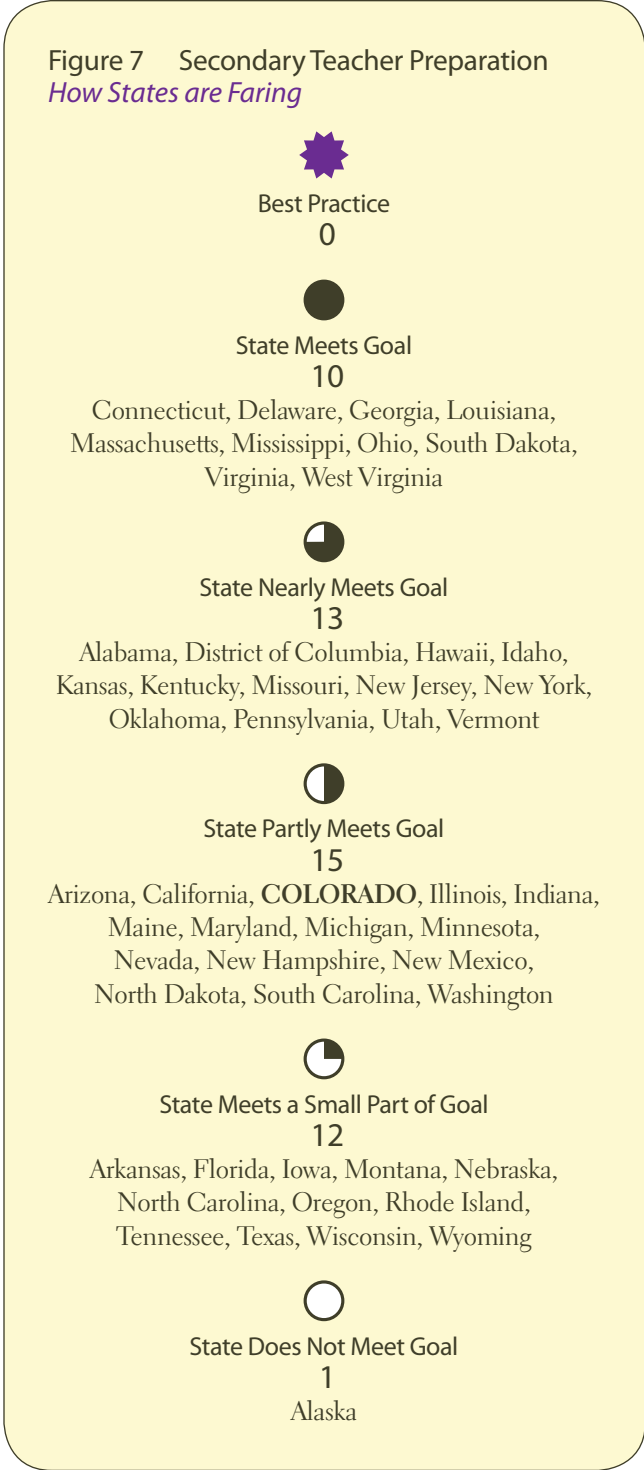 Figure 7 Secondary Teacher Preparation
How States are Faring
Best Practice
0
State Meets Goal
10
Connecticut, Delaware, Georgia, Louisiana,
Massachusetts, Mississippi, Ohio, South Dakota,
Virginia, West Virginia
State Nearly Meets Goal
13
Alabama, District of Columbia, Hawaii, Idaho,
Kansas, Kentucky, Missouri, New Jersey, New York,
Oklahoma, Pennsylvania, Utah, Vermont
State Partly Meets Goal
15
Arizona, California, COLORADO, Illinois, Indiana,
Maine, Maryland, Michigan, Minnesota,
Nevada, New Hampshire, New Mexico,
North Dakota, South Carolina, Washington
State Meets a Small Part of Goal
12
Arkansas, Florida, Iowa, Montana, Nebraska,
North Carolina, Oregon, Rhode Island,
Tennessee, Texas, Wisconsin, Wyoming
State Does Not Meet Goal
1
Alaska